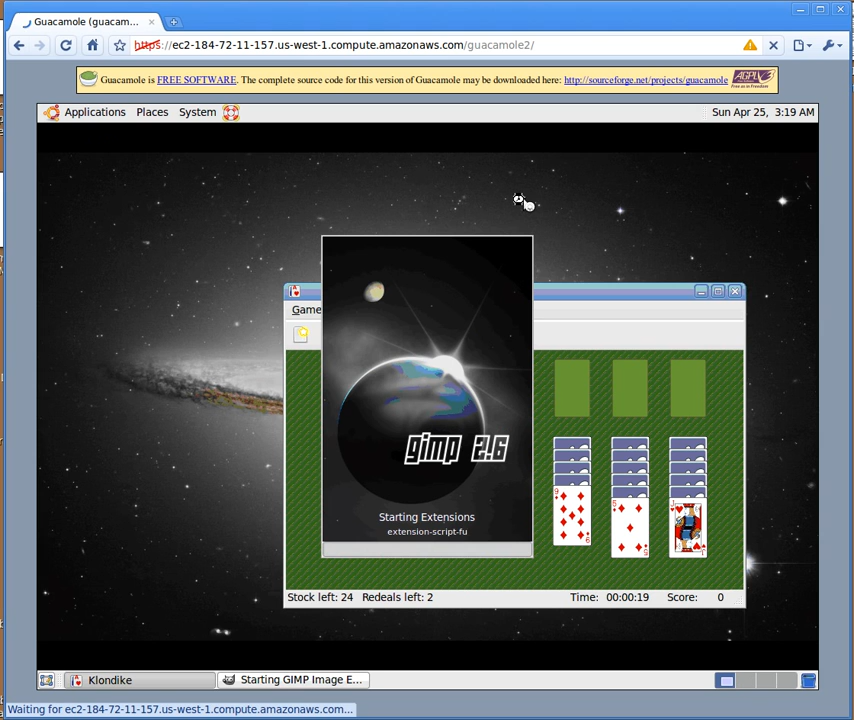 Guacamole (guacam...
https://ec2-184-72-11-157.us-west-1.compute.amazonaws.com/guacamole2/
Guacamole is FREE SOFTWARE. The complete source code for this version of Guacamole may be downloaded here: http://sourceforge.net/projects/guacamole
Applications Places System Sun Apr 25, 3:19 AM
Game
gimp 2.6
Starting Extensions
extension-script-fu
Stock left: 24 Redeals left: 2 Time: 00:00:19 Score: 0
Klondike Starting GIMP Image E...
Waiting for ec2-184-72-11-157.us-west-1.compute.amazonaws.com...